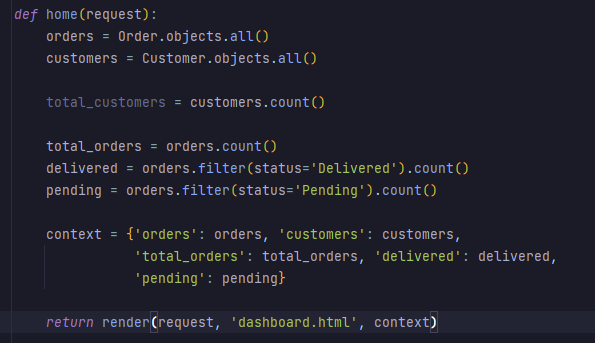 def home(request):
    orders = Order.objects.all()
    customers = Customer.objects.all()

    total_customers = customers.count()

    total_orders = orders.count()
    delivered = orders.filter(status='Delivered').count()
    pending = orders.filter(status='Pending').count()

    context = {'orders': orders, 'customers': customers,
               'total_orders': total_orders, 'delivered': delivered,
               'pending': pending}

    return render(request, 'dashboard.html', context)